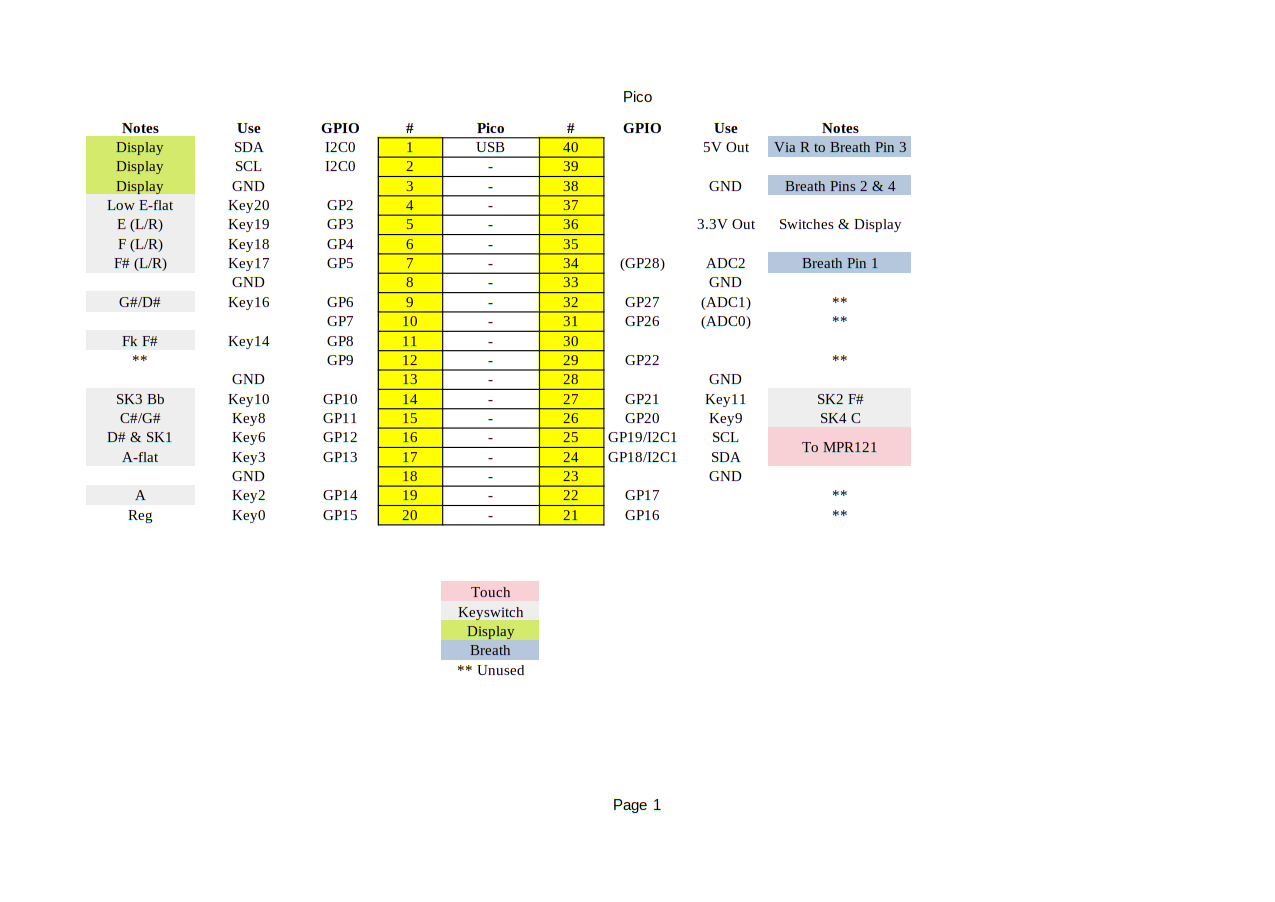 Pico
Notes Use GPIO # Pico # GPIO Use Notes
Display SDA I2C0 1 USB 40 5V Out Via R to Breath Pin 3
Display SCL I2C0 2 - 39
Display GND 3 - 38 GND Breath Pins 2 & 4
Low E-flat Key20 GP2 4 - 37
E (L/R) Key19 GP3 5 - 36 3.3V Out Switches & Display
F (L/R) Key18 GP4 6 - 35
F# (L/R) Key17 GP5 7 - 34 (GP28) ADC2 Breath Pin 1
GND 8 - 33 GND
G#/D# Key16 GP6 9 - 32 GP27 (ADC1) **
GP7 10 - 31 GP26 (ADC0) **
Fk F# Key14 GP8 11 - 30
** GP9 12 - 29 GP22 **
GND 13 - 28 GND
SK3 Bb Key10 GP10 14 - 27 GP21 Key11 SK2 F#
C#/G# Key8 GP11 15 - 26 GP20 Key9 SK4 C
D# & SK1 Key6 GP12 16 - 25 GP19/I2C1 SCL To MPR121
A-flat Key3 GP13 17 - 24 GP18/I2C1 SDA
GND 18 - 23 GND
A Key2 GP14 19 - 22 GP17 **
Reg Key0 GP15 20 - 21 GP16 **
Touch
Keyswitch
Display
Breath
** Unused
Page 1